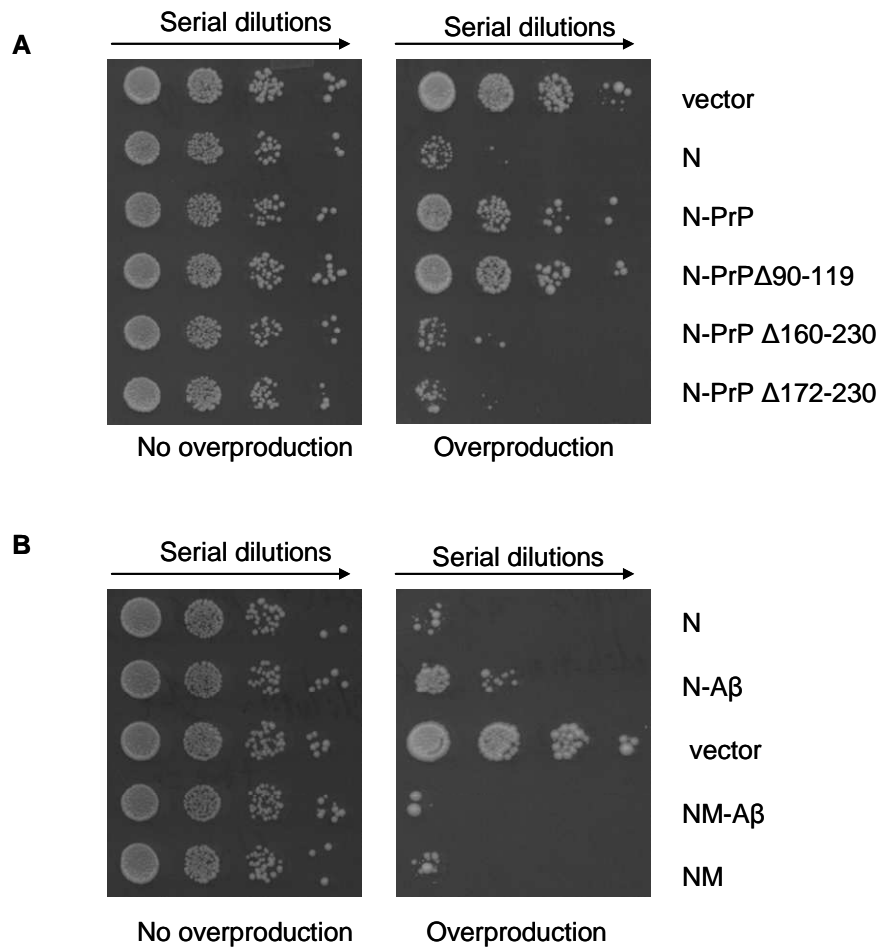 A
Serial dilutions
Serial dilutions
vector
N
N-PrP
N-PrPΔ90-119
N-PrP Δ160-230
N-PrP Δ172-230
No overproduction
Overproduction
B
Serial dilutions
Serial dilutions
N
N-Aβ
vector
NM-Aβ
NM
No overproduction
Overproduction